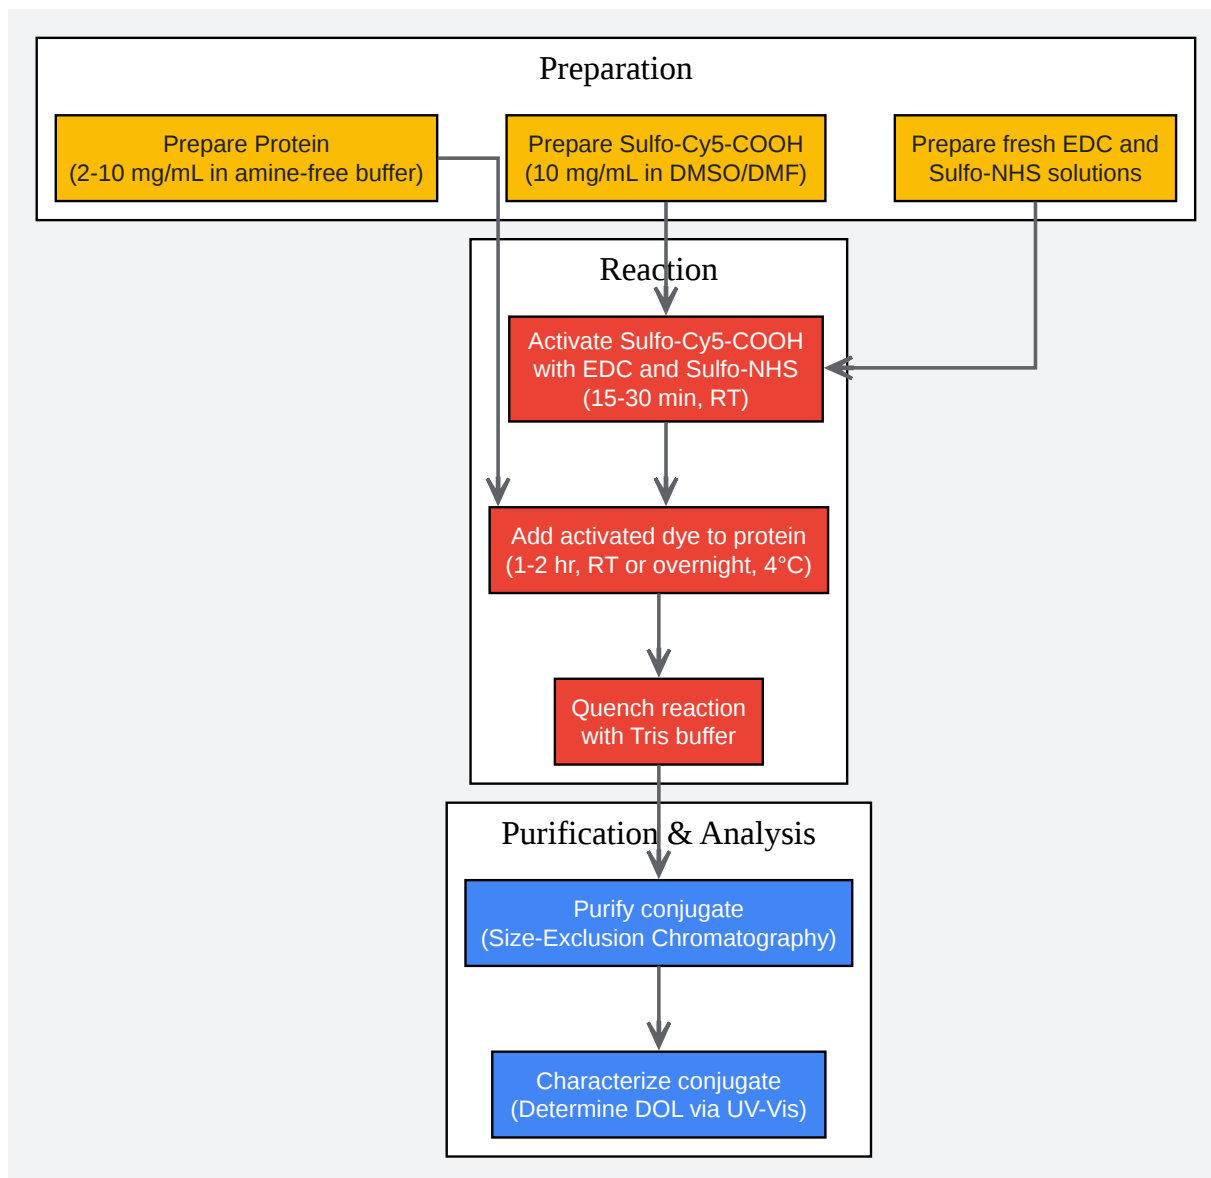 Preparation
Prepare Protein
(2-10 mg/mL in amine-free buffer)
Prepare Sulfo-Cy5-COOH
(10 mg/mL in DMSO/DMF)
Prepare fresh EDC and
Sulfo-NHS solutions
Reaction
Activate Sulfo-Cy5-COOH
with EDC and Sulfo-NHS
(15-30 min, RT)
Add activated dye to protein
(1-2 hr, RT or overnight, 4°C)
Quench reaction
with Tris buffer
Purification & Analysis
Purify conjugate
(Size-Exclusion Chromatography)
Characterize conjugate
(Determine DOL via UV-Vis)